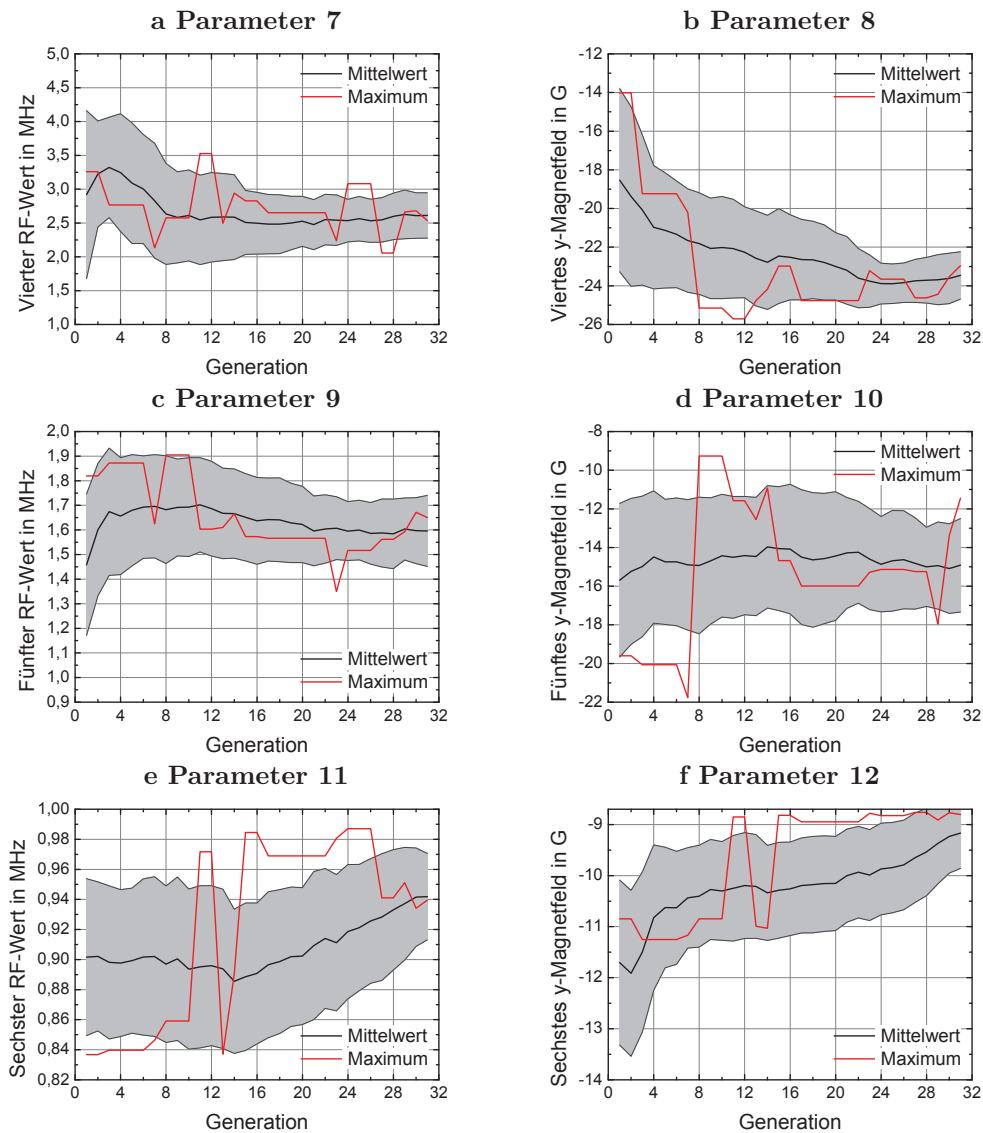 a Parameter 7
Vierter RF-Wert in MHz
5,0
4,5
4,0
3,5
3,0
2,5
2,0
1,5
1,0
Mittelwert
Maximum
0 4 8 12 16 20 24 28 32
Generation
b Parameter 8
Viertes y-Magnetfeld in G
-12
-14
-16
-18
-20
-22
-24
-26
Mittelwert
Maximum
0 4 8 12 16 20 24 28 32
Generation
c Parameter 9
Fünfter RF-Wert in MHz
2,0
1,9
1,8
1,7
1,6
1,5
1,4
1,3
1,2
1,1
1,0
0,9
Mittelwert
Maximum
0 4 8 12 16 20 24 28 32
Generation
d Parameter 10
Fünftes y-Magnetfeld in G
-8
-10
-12
-14
-16
-18
-20
-22
Mittelwert
Maximum
0 4 8 12 16 20 24 28 32
Generation
e Parameter 11
Sechster RF-Wert in MHz
1,00
0,98
0,96
0,94
0,92
0,90
0,88
0,86
0,84
0,82
Mittelwert
Maximum
0 4 8 12 16 20 24 28 32
Generation
f Parameter 12
Sechstes y-Magnetfeld in G
-9
-10
-11
-12
-13
-14
Mittelwert
Maximum
0 4 8 12 16 20 24 28 32
Generation